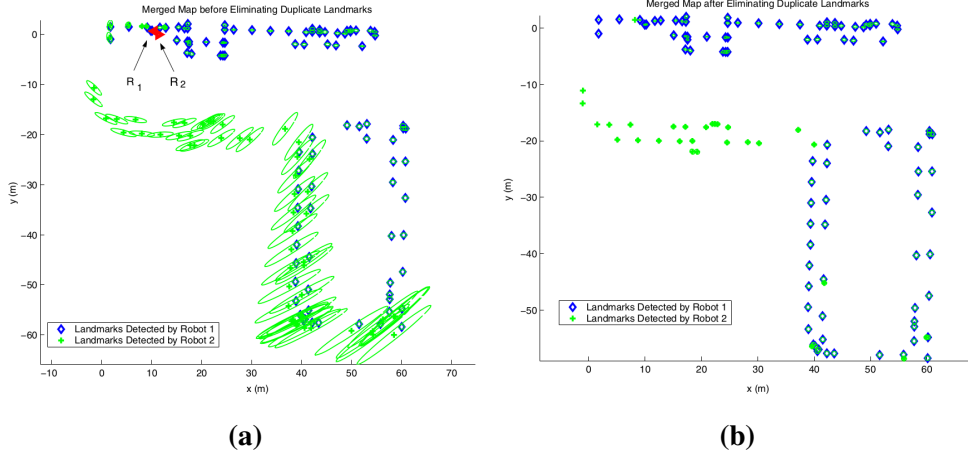 Merged Map before Eliminating Duplicate Landmarks
0
−10
−20
−30
−40
−50
−60
y (m)
R 1
R 2
Landmarks Detected by Robot 1
Landmarks Detected by Robot 2
−10 0 10 20 30 40 50 60 70
x (m)
(a)
Merged Map after Eliminating Duplicate Landmarks
0
−10
−20
−30
−40
−50
y (m)
Landmarks Detected by Robot 1
Landmarks Detected by Robot 2
0 10 20 30 40 50 60
x (m)
(b)